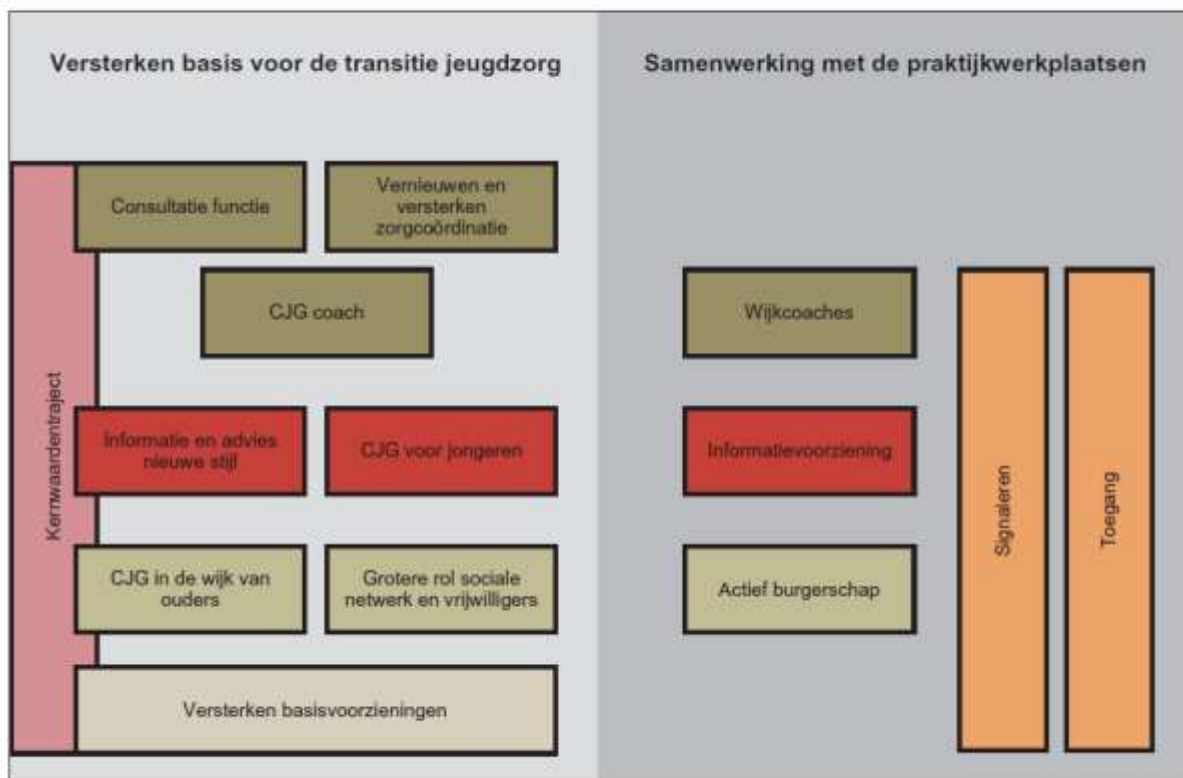 Versterken basis voor de transitie jeugdzorg
Samenwerking met de praktijkwerkplaatsen
Kernwaardentraject
Consultatie functie
Vernieuwen en
versterken
zorgcoördinatie
CJG coach
Informatie en advies
nieuwe stijl
CJG voor jongeren
CJG in de wijk van
ouders
Grotere rol sociale
netwerk en vrijwilligers
Versterken basisvoorzieningen
Wijkcoaches
Informatievoorziening
Actief burgerschap
Signaleren
Toegang